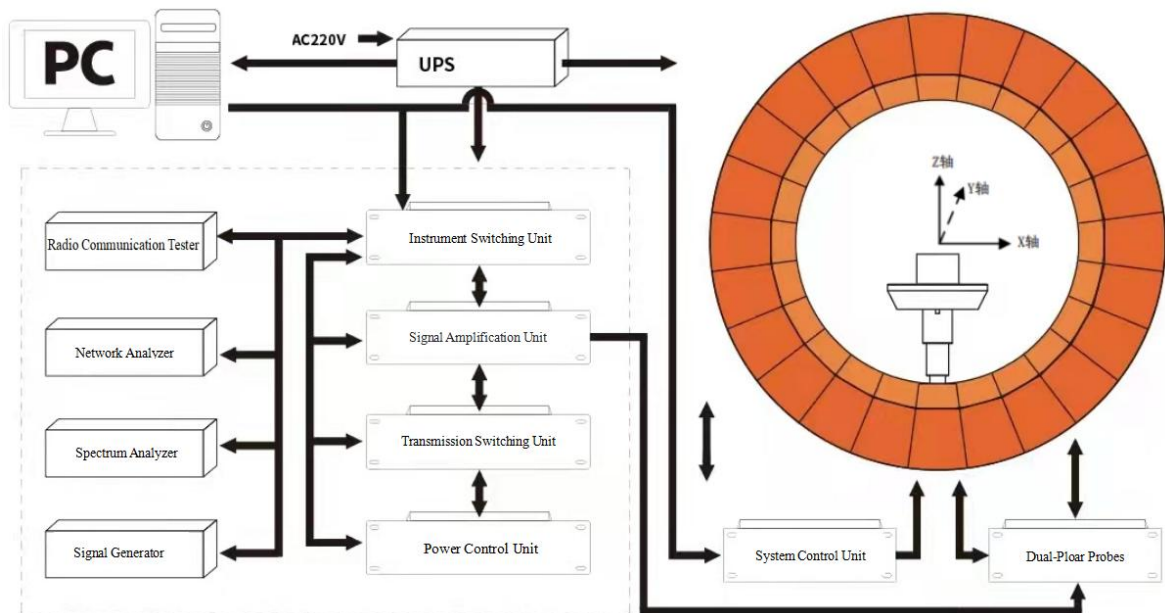 PC
AC220V
UPS
Z轴
Y轴
X轴
Radio Communication Tester
Instrument Switching Unit
Network Analyzer
Signal Amplification Unit
Spectrum Analyzer
Transmission Switching Unit
Signal Generator
Power Control Unit
System Control Unit
Dual-Ploar Probes